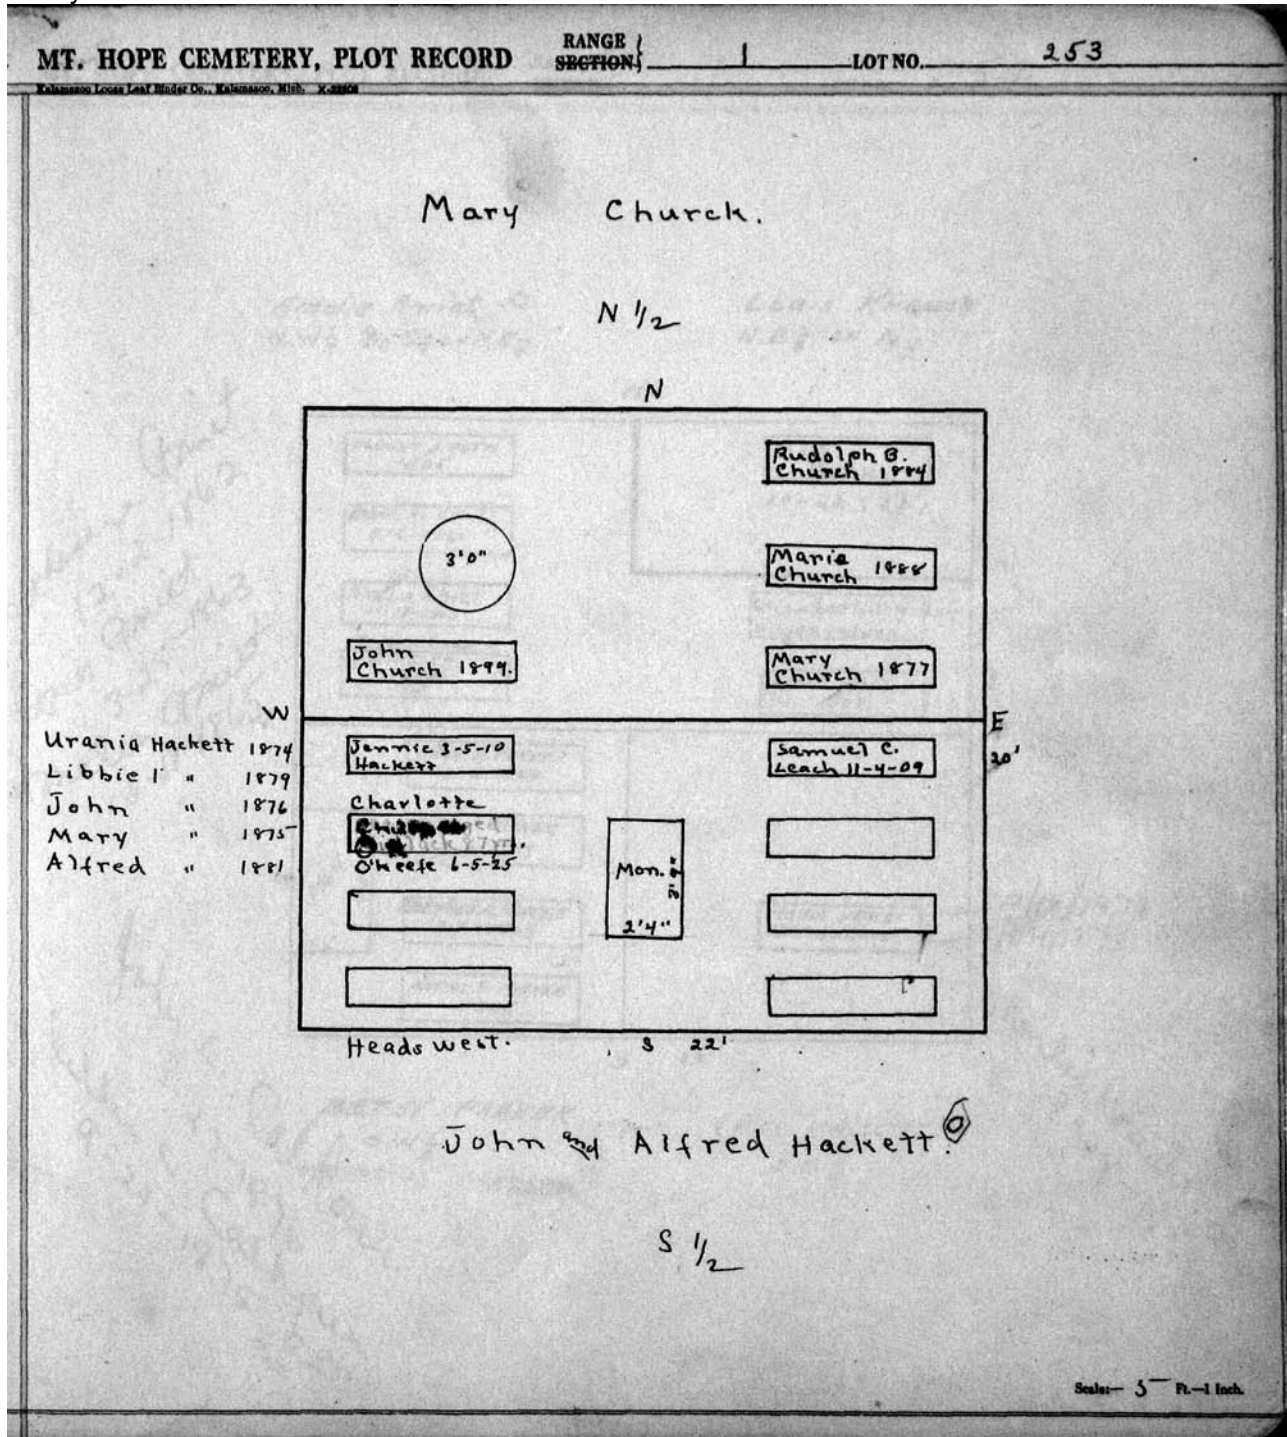 MT. HOPE CEMETERY, PLOT RECORD RANGE SECTION 1 LOT NO. 253
Kalamazoo Loose Leaf Binder Co., Kalamazoo, Mich.
Mary Church.
N 1/2
N
Rudolph B.
Church 1884
3'0"
Maria 1888
Church
John
Church 1899.
Mary
Church 1877
W
E
20'
Urania Hackett 1874
Libbie " 1879
John " 1876
Mary " 1875
Alfred " 1881
Jennie 3-5-10
Hackett
Samuel C.
Leach 11-4-09
Charlotte
O'Keefe 6-5-25
Mon. 3'9"
2'4"
Heads west. S 22'
John and Alfred Hackett.
S 1/2
Scale:— 5 Ft.—1 Inch.